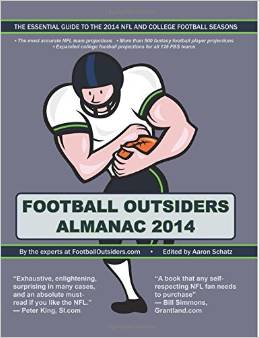 THE ESSENTIAL GUIDE TO THE 2014 NFL AND COLLEGE FOOTBALL SEASONS
• The most accurate NFL team projections • More than 500 fantasy football player projections
• Expanded college football projections for all 128 FBS teams
FOOTBALL OUTSIDERS
ALMANAC 2014
By the experts at FootballOutsiders.com • Edited by Aaron Schatz
“Exhaustive, enlightening,
surprising in many cases,
and an absolute must-
read if you like the NFL.”
— Peter King, SI.com
“A book that any self-
respecting NFL fan needs
to purchase”
— Bill Simmons,
Grantland.com